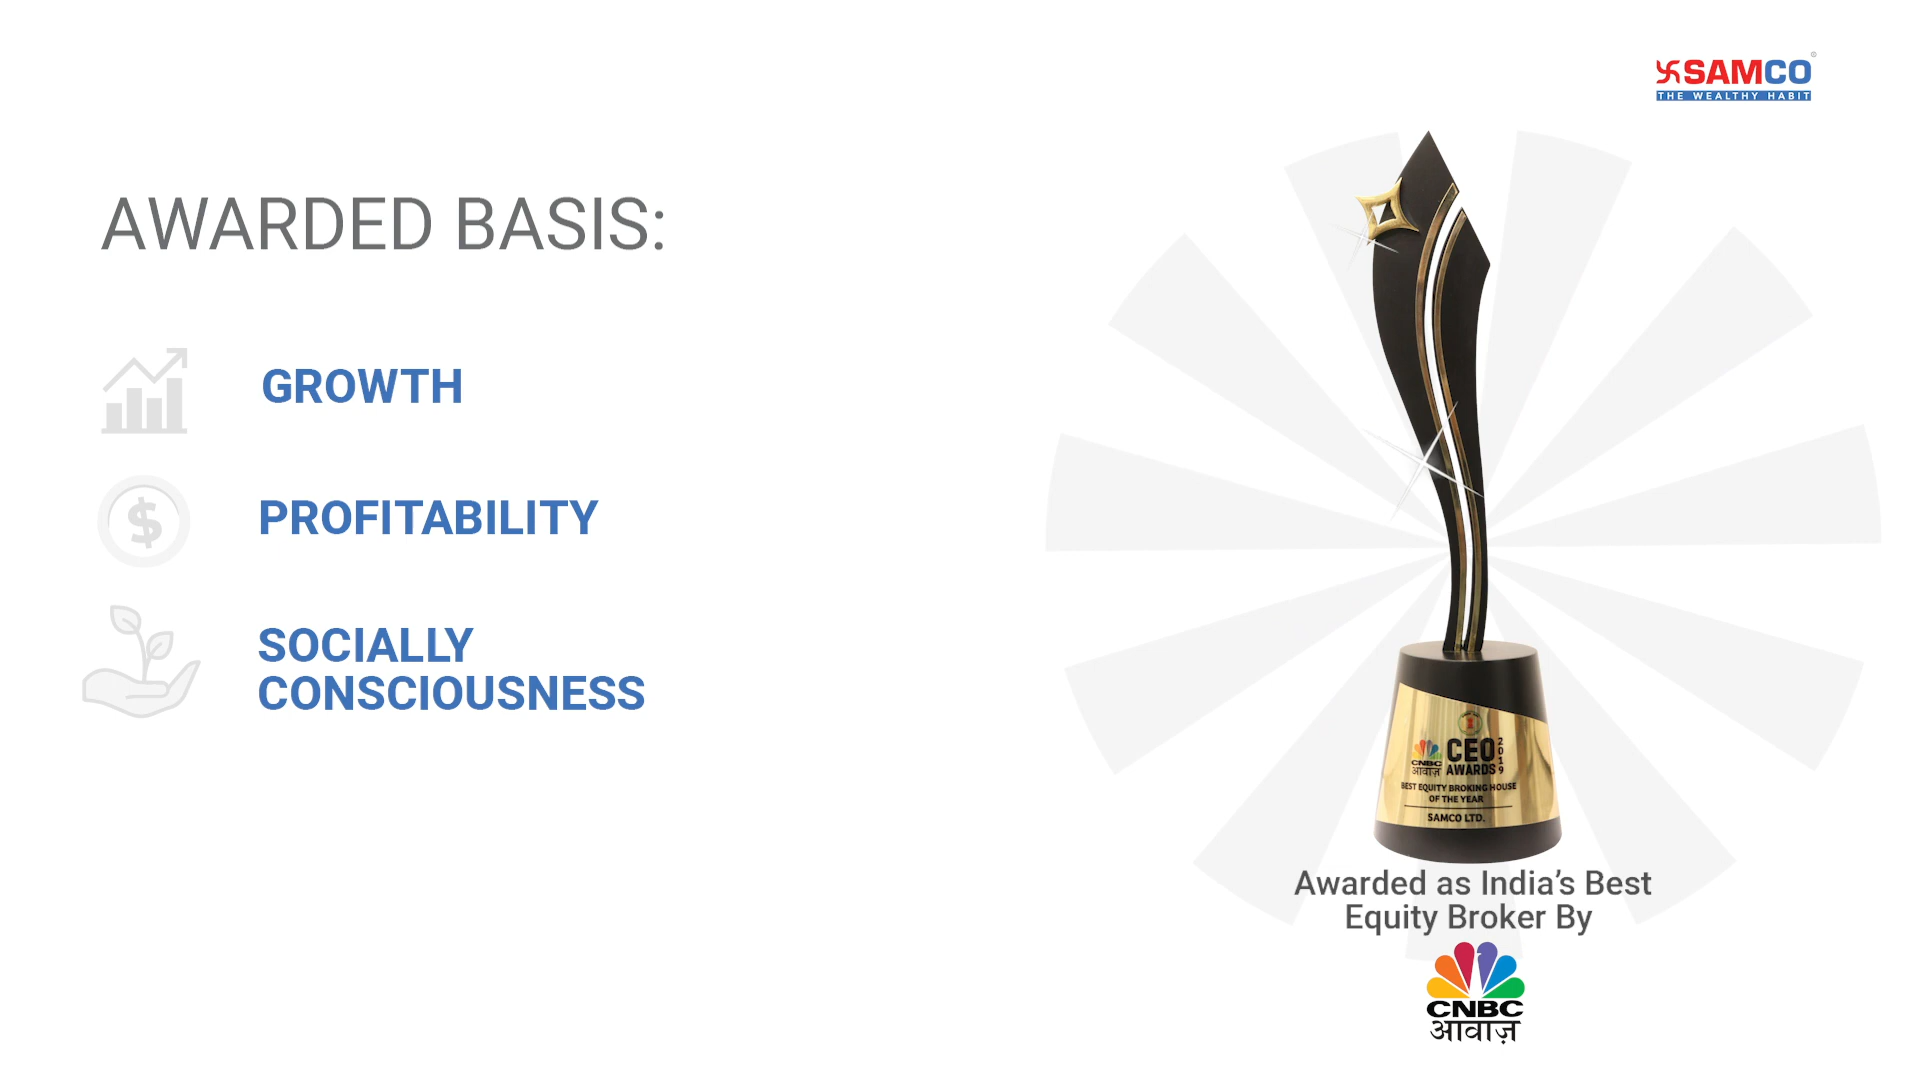 SAMCO
THE WEALTHY HABIT
AWARDED BASIS:
GROWTH
$
PROFITABILITY
SOCIALLY
CONSCIOUSNESS
CNBC
आवाज़
CEO
AWARDS
2019
BEST EQUITY BROKING HOUSE
OF THE YEAR
SAMCO LTD.
Awarded as India’s Best
Equity Broker By
CNBC
आवाज़